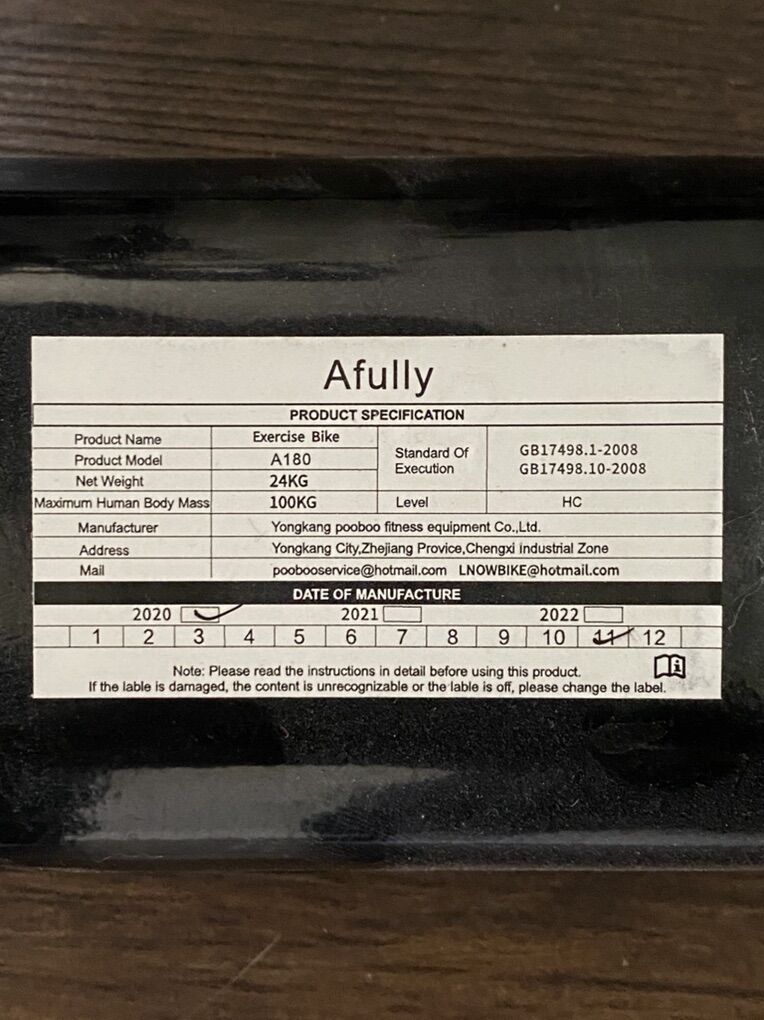 Afully
PRODUCT SPECIFICATION
Product Name Exercise Bike
Product Model A180
Standard Of Execution GB17498.1-2008 GB17498.10-2008
Net Weight 24KG
Maximum Human Body Mass 100KG Level HC
Manufacturer Yongkang pooboo fitness equipment Co.,Ltd.
Address Yongkang City,Zhejiang Provice,Chengxi industrial Zone
Mail poobooservice@hotmail.com LNOWBIKE@hotmail.com
DATE OF MANUFACTURE
2020 2021 2022
1 2 3 4 5 6 7 8 9 10 11 12
Note: Please read the instructions in detail before using this product.
If the lable is damaged, the content is unrecognizable or the lable is off, please change the label.